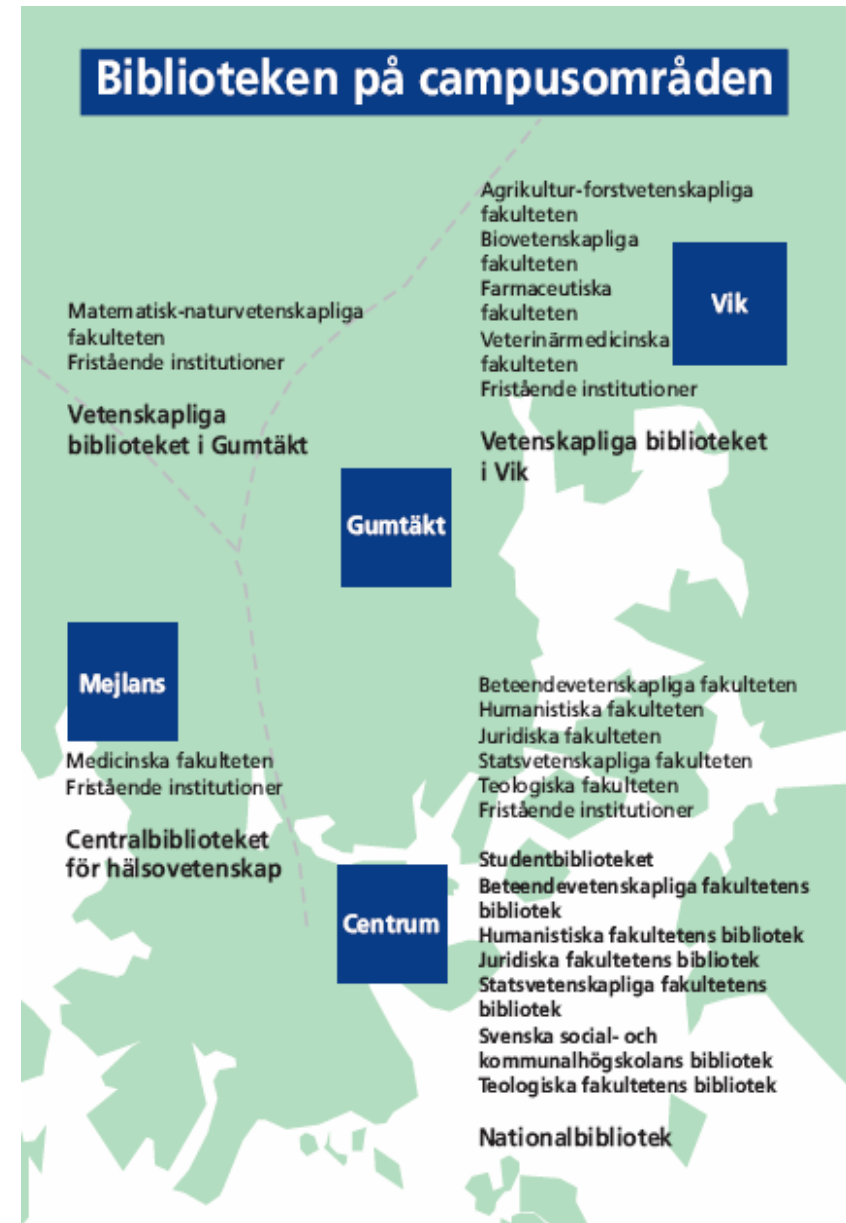 Biblioteken på campusområden
Agrikultur-forstvetenskapliga
fakulteten
Biovetenskapliga
fakulteten
Farmaceutiska
fakulteten
Veterinärmedicinska
fakulteten
Fristående institutioner
Vetenskapliga biblioteket
i Vik
Vik
Matematisk-naturvetenskapliga
fakulteten
Fristående institutioner
Vetenskapliga
biblioteket i Gumtäkt
Gumtäkt
Mejlans
Medicinska fakulteten
Fristående institutioner
Centralbiblioteket
för hälsovetenskap
Centrum
Beteendevetenskapliga fakulteten
Humanistiska fakulteten
Juridiska fakulteten
Statsvetenskapliga fakulteten
Teologiska fakulteten
Fristående institutioner
Studentbiblioteket
Beteendevetenskapliga fakultetens
bibliotek
Humanistiska fakultetens bibliotek
Juridiska fakultetens bibliotek
Statsvetenskapliga fakultetens
bibliotek
Svenska social- och
kommunalhögskolans bibliotek
Teologiska fakultetens bibliotek
Nationalbibliotek